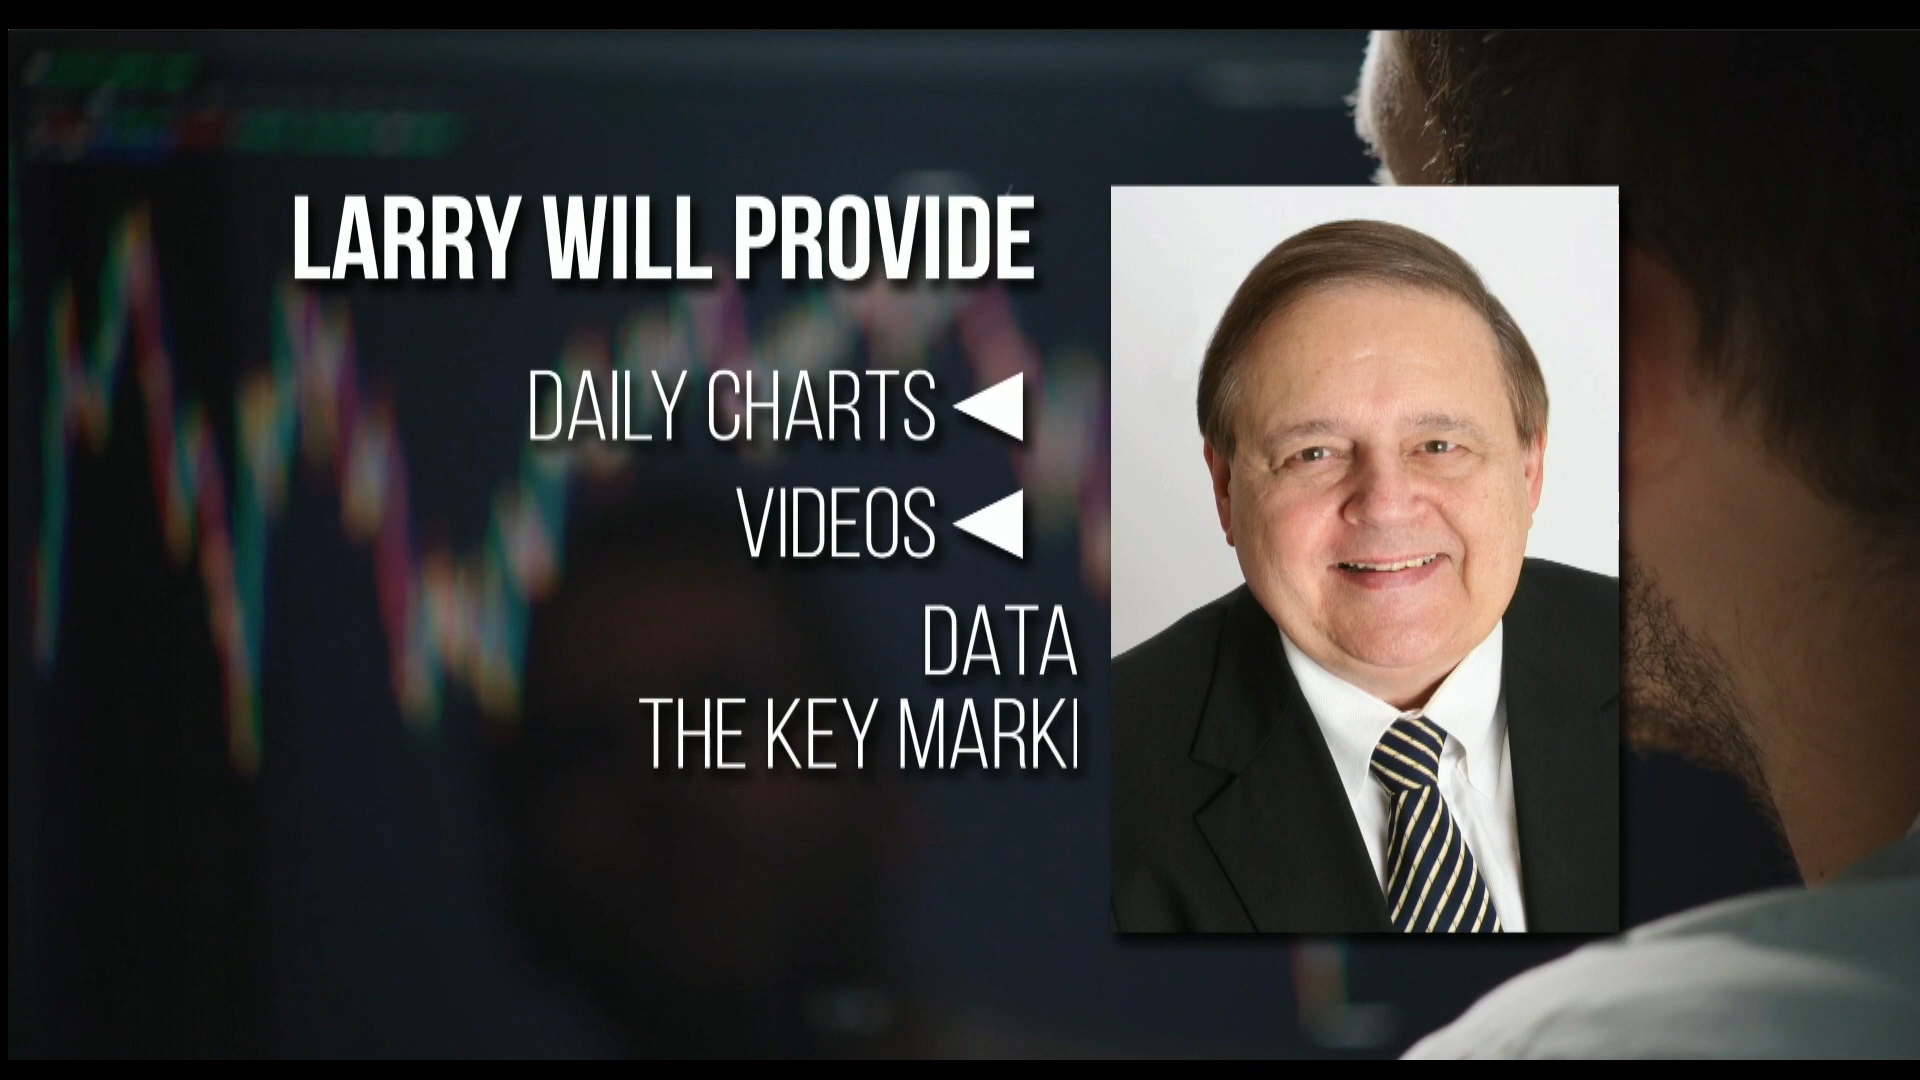 LARRY WILL PROVIDE
DAILY CHARTS
VIDEOS
DATA
THE KEY MARK